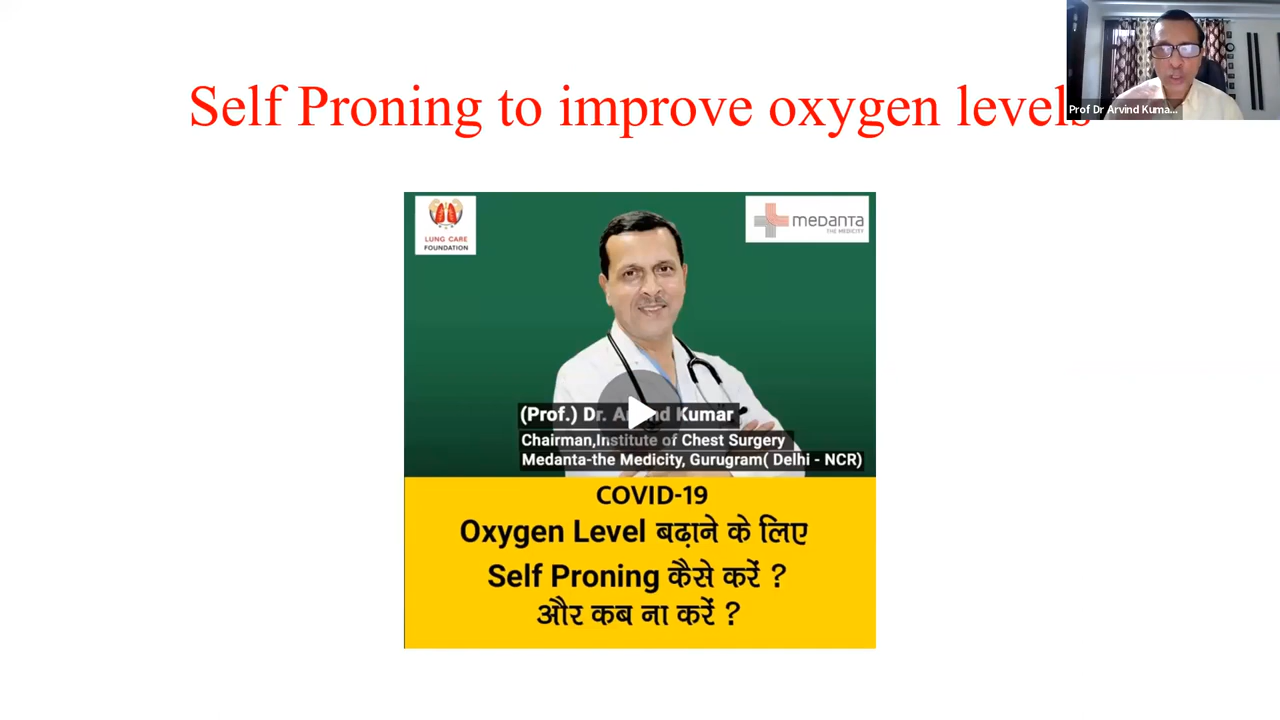 Self Proning to improve oxygen levels
Prof Dr Arvind Kuma...
LUNG CARE
FOUNDATION
medanta
THE MEDICITY
(Prof.) Dr. Arvind Kumar
Chairman,Institute of Chest Surgery
Medanta-the Medicity, Gurugram( Delhi - NCR)
COVID-19
Oxygen Level बढ़ाने के लिए
Self Proning कैसे करें ?
और कब ना करें ?